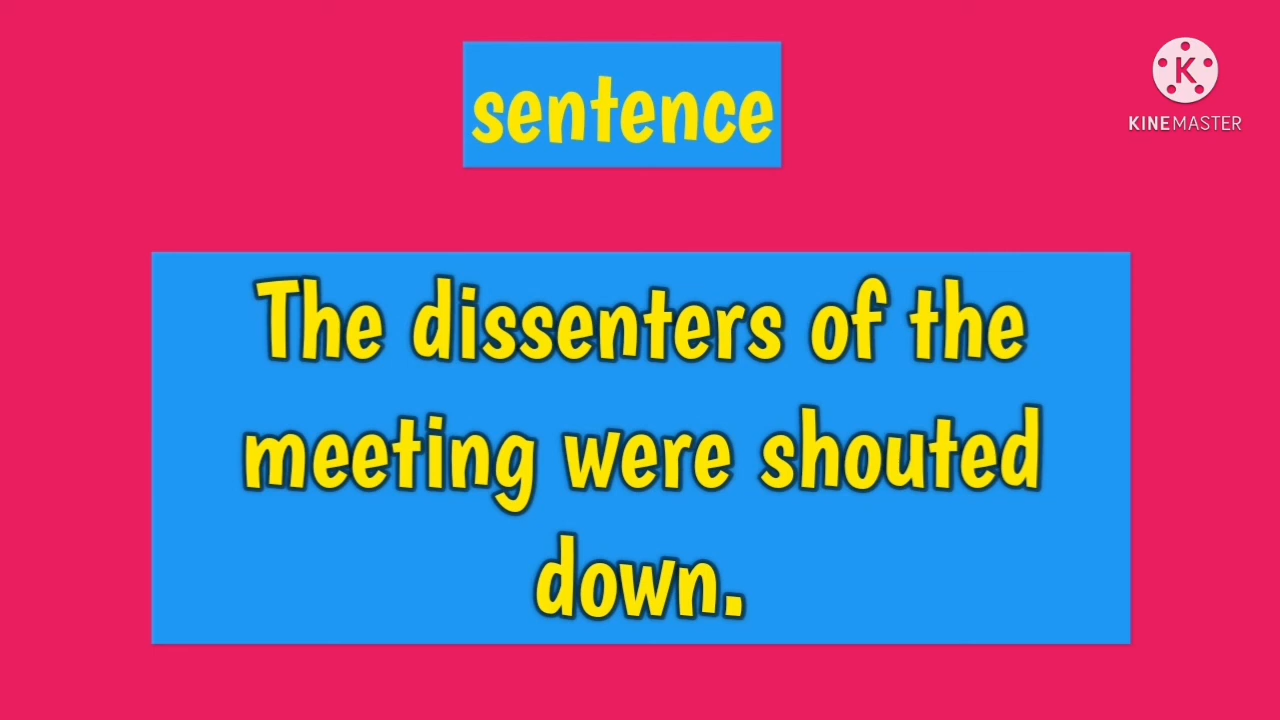 sentence
K
KINEMASTER
The dissenters of the
meeting were shouted
down.